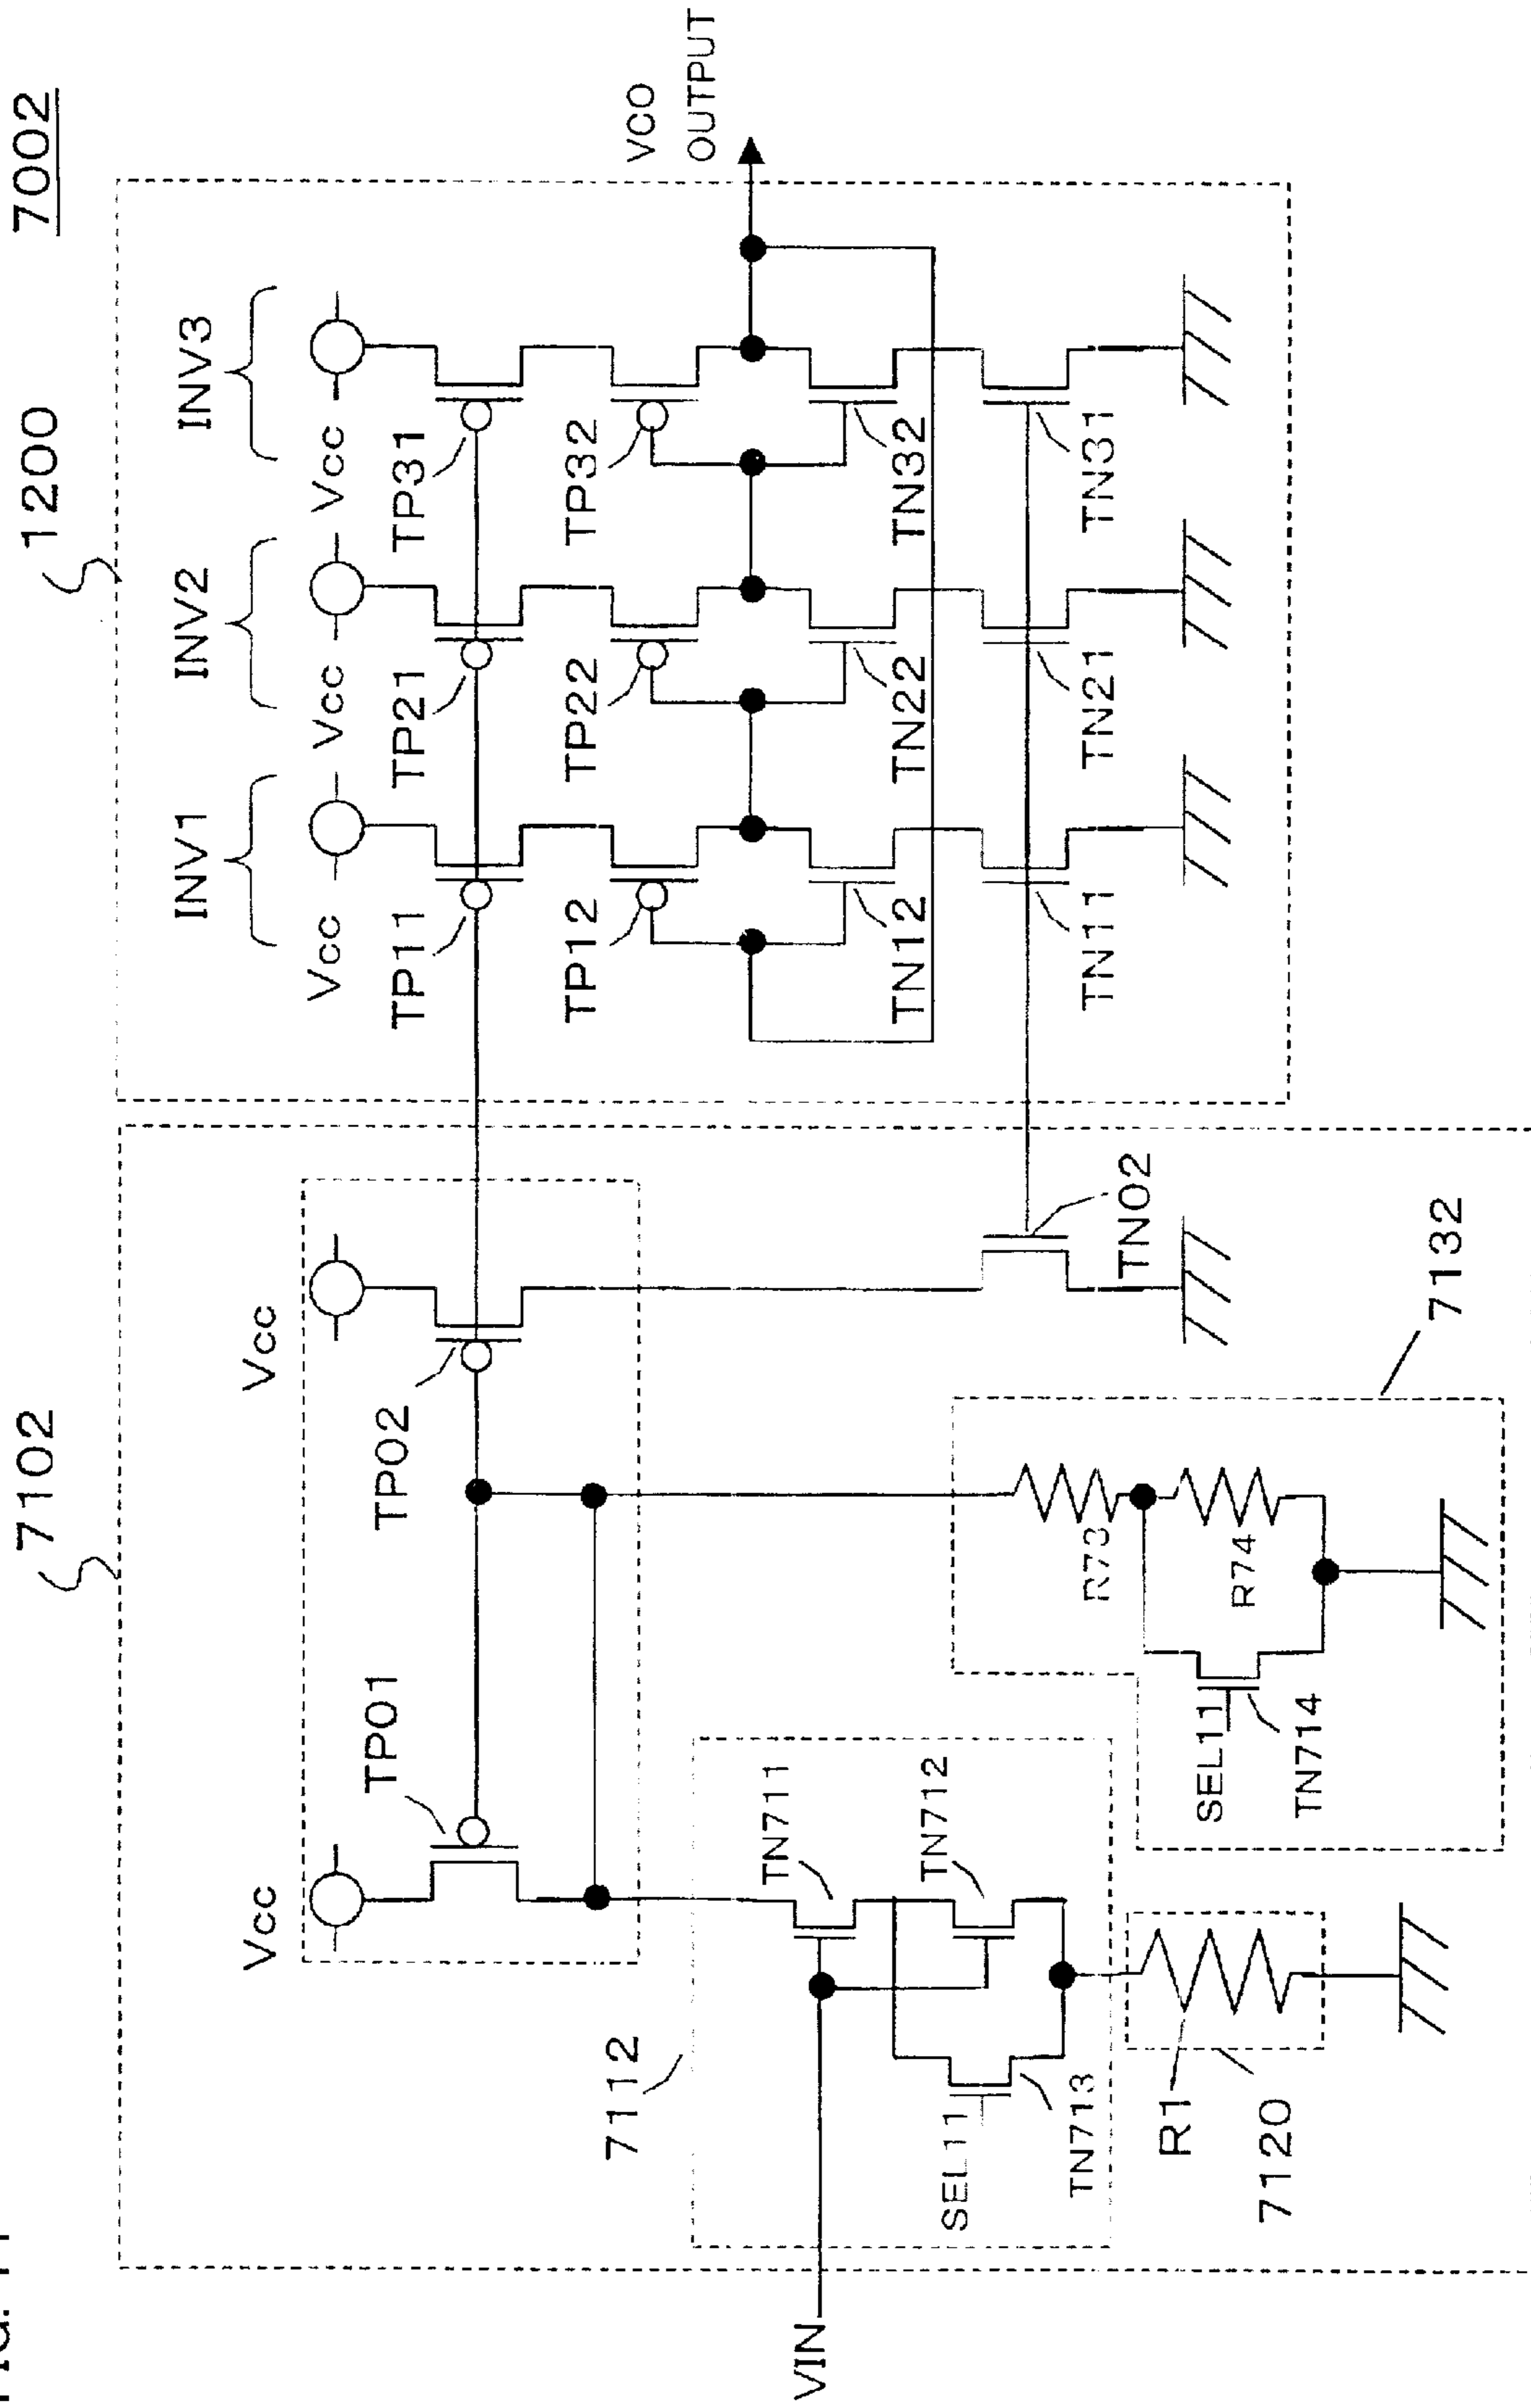 7002
7102
1200
INV1
INV2
INV3
Vcc
Vcc
Vcc
Vcc
Vcc
TP01
TP02
TP11
TP21
TP31
TP12
TP22
TP32
VCO
OUTPUT
7112
TN711
TN712
VIN
SEL11
TN713
R1
7120
R73
R74
SEL11
TN714
7132
TN02
TN12
TN22
TN32
TN11
TN21
TN31